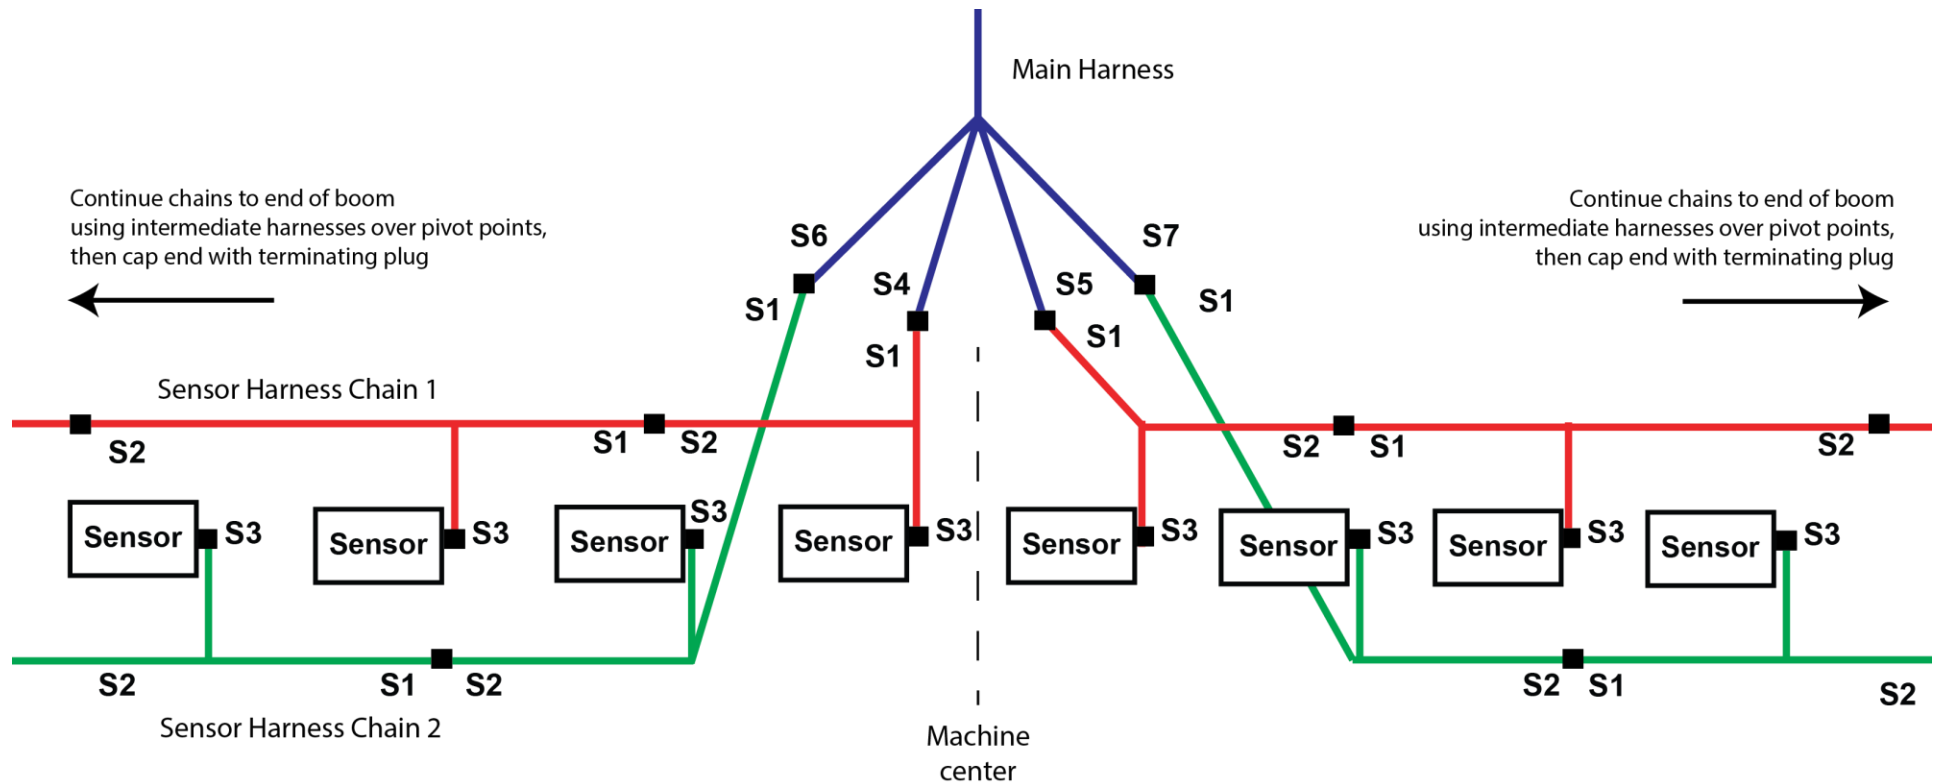 Main Harness
Continue chains to end of boom
using intermediate harnesses over pivot points,
then cap end with terminating plug
Continue chains to end of boom
using intermediate harnesses over pivot points,
then cap end with terminating plug
S6
S7
S4
S5
S1
S1
S1
S1
Sensor Harness Chain 1
S2
S1
S2
S2
S1
S2
Sensor
S3
Sensor
S3
Sensor
S3
Sensor
S3
Sensor
S3
Sensor
S3
Sensor
S3
Sensor
S3
S2
S1
S2
S2
S1
S2
Sensor Harness Chain 2
Machine
center